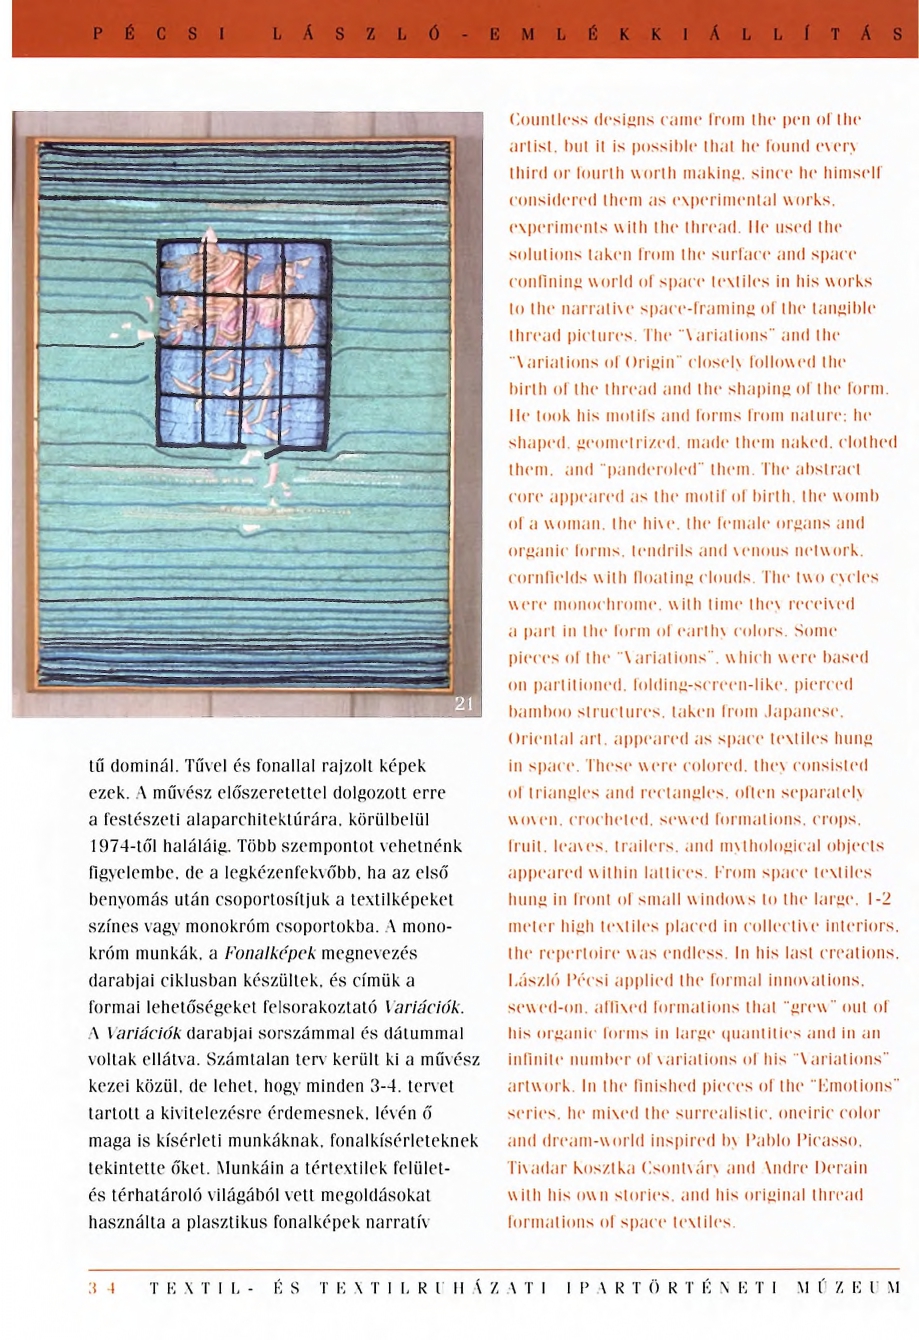 PÉCSI LÁSZLÓ-EMLÉKKIÁLLÍTÁS
21
tű dominál. Tűvel és fonallal rajzolt képek
ezek. A művész előszeretettel dolgozott erre
a festészeti alaparchitektúrára, körülbelül
1974-től haláláig. Több szempontot vehetnénk
figyelembe, de a legkézenfekvőbb, ha az első
benyomás után csoportosítjuk a textilképeket
színes vagy monokróm csoportokba. A mono-
króm munkák, a Fonalképek megnevezés
darabjai ciklusban készültek, és címük a
formai lehetőségeket felsorakoztató Variációk.
A Variációk darabjai sorszámmal és dátummal
voltak ellátva. Számtalan terv került ki a művész
kezei közül, de lehet, hogy minden 3-4. tervet
tartott a kivitelezésre érdemesnek, lévén ő
maga is kísérleti munkáknak, fonalkísérleteknek
tekintette őket. Munkáin a tértextilek felület-
és térhatároló világából vett megoldásokat
használta a plasztikus fonalképek narratív
Countless designs came from the pen of the
artist, but it is possible that he found every
third or fourth worth making, since he himself
considered them as experimental works,
experiments with the thread. He used the
solutions taken from the surface and space
confining world of space textiles in his works
to the narrative space-framing of the tangible
thread pictures. The "Variations" and the
"Variations of Origin" closely followed the
birth of the thread and the shaping of the form.
He took his motifs and forms from nature; he
shaped, geometrized, made them naked, clothed
them, and "panderoled" them. The abstract
core appeared as the motif of birth, the womb
of a woman, the hive, the female organs and
organic forms, tendrils and venous network,
cornfields with floating clouds. The two cycles
were monochrome, with time they received
a part in the form of earthy colors. Some
pieces of the "Variations", which were based
on partitioned, folding-screen-like, pierced
bamboo structures, taken from Japanese,
Oriental art, appeared as space textiles hung
in space. These were colored, they consisted
of triangles and rectangles, often separately
woven, crocheted, sewed formations, crops,
fruit, leaves, trailers, and mythological objects
appeared within lattices. From space textiles
hung in front of small windows to the large, 1-2
meter high textiles placed in collective interiors,
the repertoire was endless. In his last creations,
László Pécsi applied the formal innovations,
sewed-on, affixed formations that "grew" out of
his organic forms in large quantities and in an
infinite number of variations of his "Variations"
artwork. In the finished pieces of the "Emotions"
series, he mixed the surrealistic, oneiric color
and dream-world inspired by Pablo Picasso,
Tivadar Kosztka Csontváry and Andre Derain
with his own stories, and his original thread
formations of space textiles.
34 TEXTIL- ÉS TEXTILRUHÁZATI IPARTÖRTÉNETI MÚZEUM